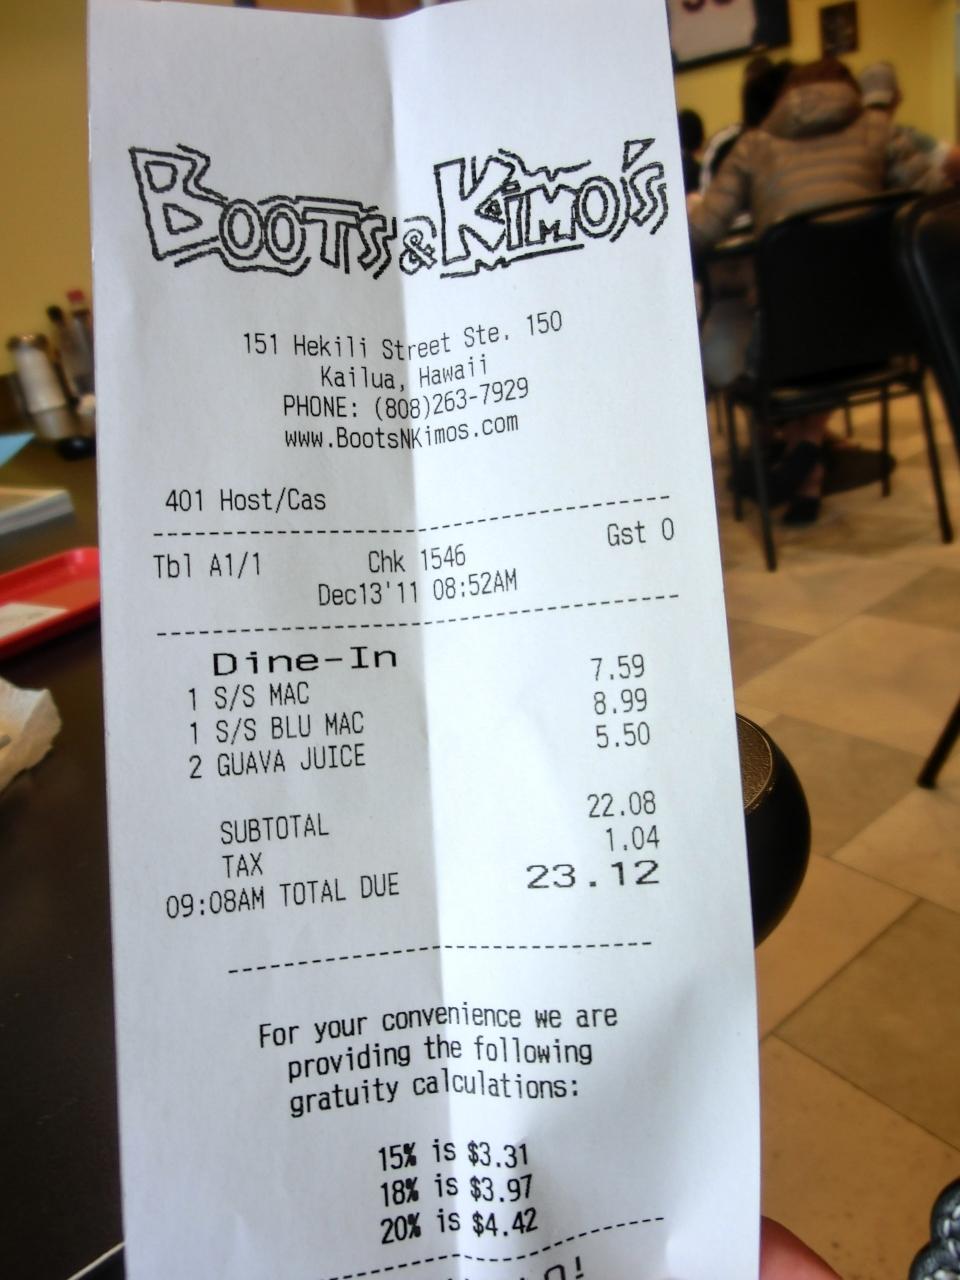 Boots & Kimo's
151 Hekili Street Ste. 150
Kailua, Hawaii
PHONE: (808)263-7929
www.BootsNKimos.com
401 Host/Cas
Tbl A1/1 Chk 1546 Gst 0
Dec13'11 08:52AM
Dine-In
1 S/S MAC 7.59
1 S/S BLU MAC 8.99
2 GUAVA JUICE 5.50
SUBTOTAL 22.08
TAX 1.04
09:08AM TOTAL DUE 23.12
For your convenience we are
providing the following
gratuity calculations:
15% is $3.31
18% is $3.97
20% is $4.42